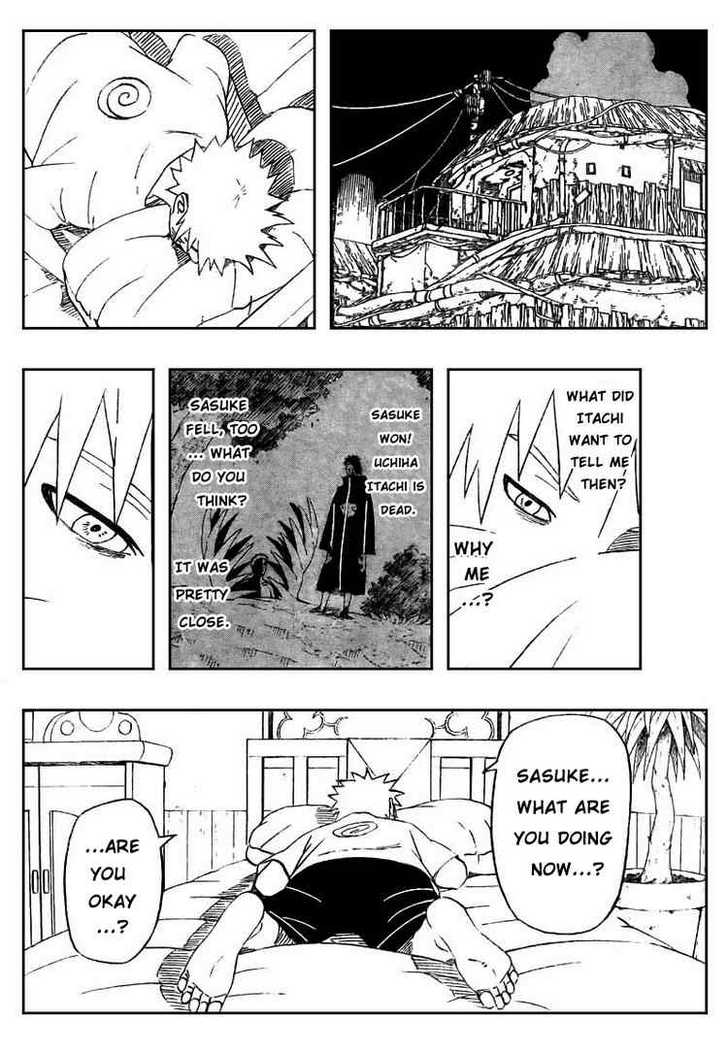 WHAT DID
ITACHI
WANT TO
TELL ME
THEN?
WHY
ME
...?
SASUKE
WON!
UCHIHA
ITACHI IS
DEAD.
SASUKE
FELL, TOO
... WHAT
DO YOU
THINK?
IT WAS
PRETTY
CLOSE.
SASUKE...
WHAT ARE
YOU DOING
NOW...?
...ARE
YOU
OKAY
...?